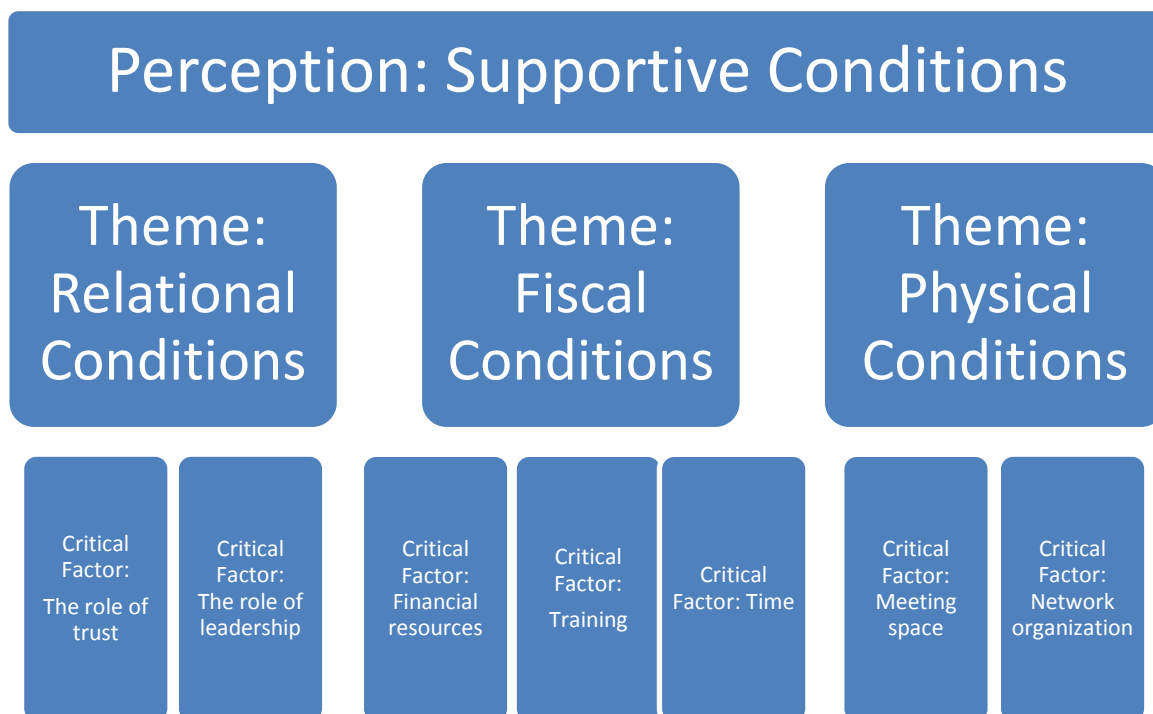 Perception: Supportive Conditions
Theme:
Relational
Conditions
Theme:
Fiscal
Conditions
Theme:
Physical
Conditions
Critical
Factor:
The role of
trust
Critical
Factor:
The role of
leadership
Critical
Factor:
Financial
resources
Critical
Factor:
Training
Critical
Factor: Time
Critical
Factor:
Meeting
space
Critical
Factor:
Network
organization